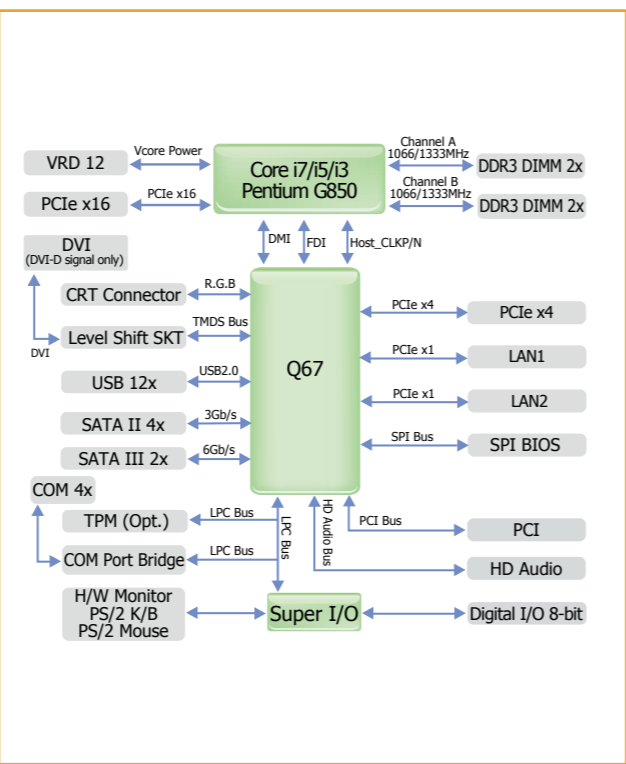 Core i7/i5/i3
Pentium G850
VRD 12
Vcore Power
PCIe x16
PCIe x16
Channel A
1066/1333MHz
DDR3 DIMM 2x
Channel B
1066/1333MHz
DDR3 DIMM 2x
DMI
FDI
Host_CLKP/N
DVI
(DVI-D signal only)
DVI
CRT Connector
R.G.B
Level Shift SKT
TMDS Bus
USB 12x
USB2.0
SATA II 4x
3Gb/s
SATA III 2x
6Gb/s
Q67
PCIe x4
PCIe x4
PCIe x1
LAN1
PCIe x1
LAN2
SPI Bus
SPI BIOS
COM 4x
TPM (Opt.)
LPC Bus
COM Port Bridge
LPC Bus
LPC Bus
HD Audio Bus
PCI Bus
PCI
HD Audio
H/W Monitor
PS/2 K/B
PS/2 Mouse
Super I/O
Digital I/O 8-bit